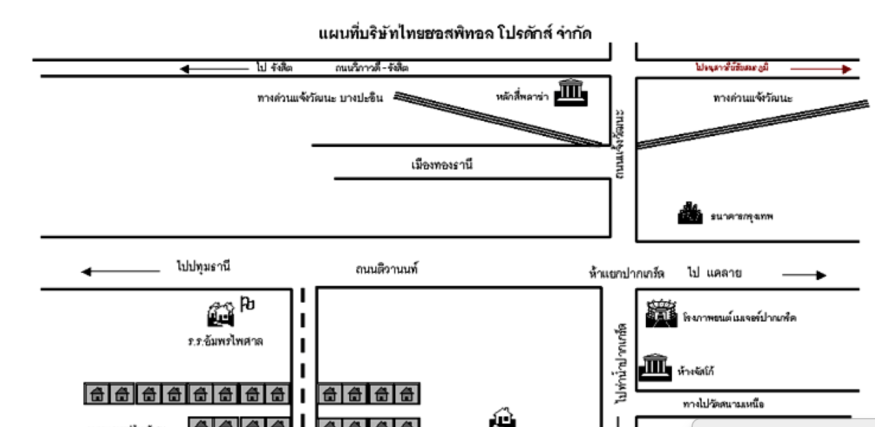 แผนที่บริษัทไทยฮอสพิทอล โปรดักส์ จำกัด
ไป รังสิต ถนนวิภาวดี-รังสิต ไปอนุสาวรีย์ชัยสมรภูมิ
ทางด่วนแจ้งวัฒนะ บางปะอิน หลักสี่พลาซ่า ทางด่วนแจ้งวัฒนะ
ถนนแจ้งวัฒนะ
เมืองทองธานี
ธนาคารกรุงเทพ
ไปปทุมธานี ถนนติวานนท์ ห้าแยกปากเกร็ด ไป แคลาย
โรงภาพยนต์เมเจอร์ปากเกร็ด
ร.ร.อัมพรไพศาล
ไปท่าน้ำปากเกร็ด
ห้างจัสโก้
ทางไปวัดสนามเหนือ